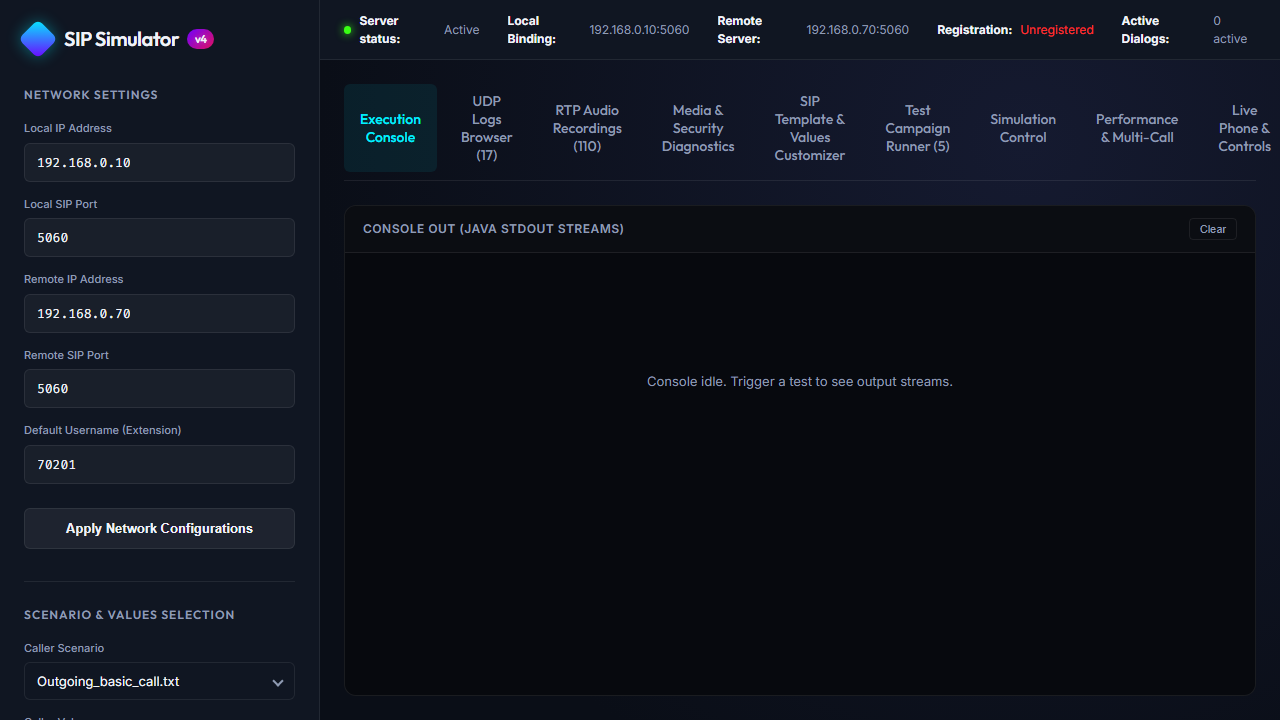 SIP Simulator v4
NETWORK SETTINGS
Local IP Address
192.168.0.10
Local SIP Port
5060
Remote IP Address
192.168.0.70
Remote SIP Port
5060
Default Username (Extension)
70201
Apply Network Configurations
SCENARIO & VALUES SELECTION
Caller Scenario
Outgoing_basic_call.txt
Server
status:
Active
Local
Binding:
192.168.0.10:5060
Remote
Server:
192.168.0.70:5060
Registration: Unregistered
Active
Dialogs:
0
active
Execution
Console
UDP
Logs
Browser
(17)
RTP Audio
Recordings
(110)
Media &
Security
Diagnostics
SIP
Template &
Values
Customizer
Test
Campaign
Runner (5)
Simulation
Control
Performance
& Multi-Call
Live
Phone &
Controls
CONSOLE OUT (JAVA STDOUT STREAMS)
Clear
Console idle. Trigger a test to see output streams.